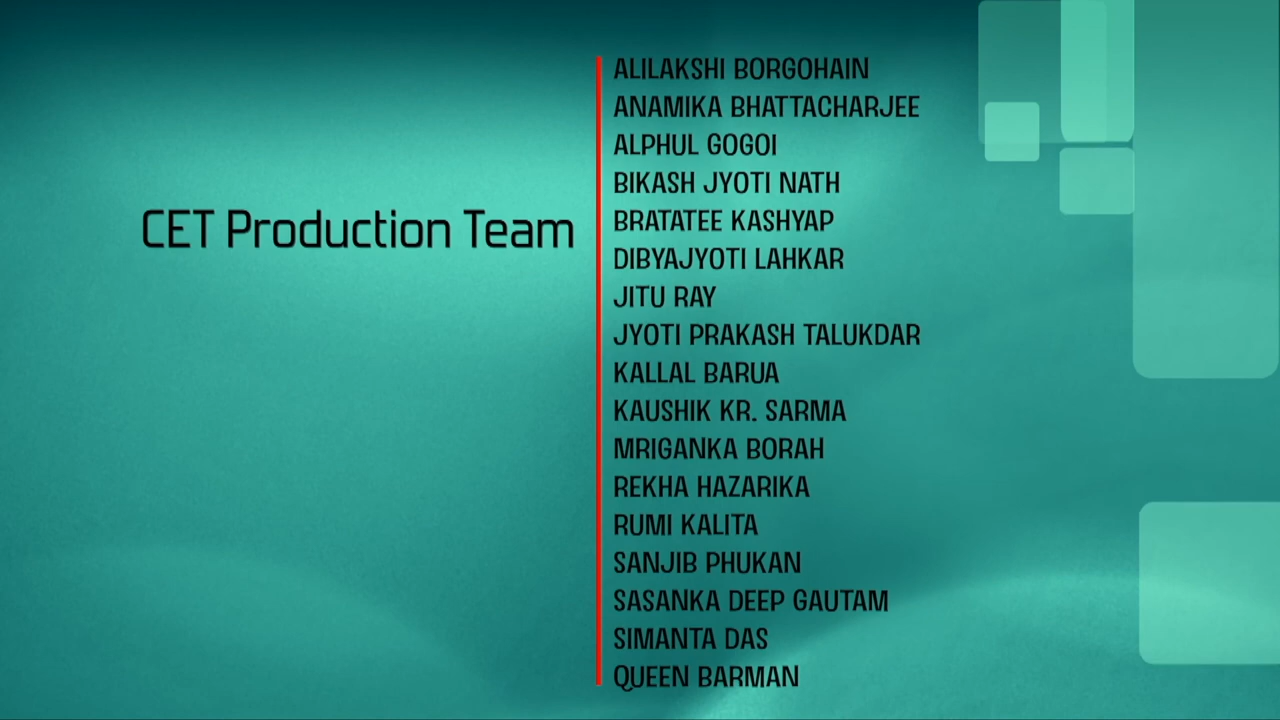 CET Production Team
ALILAKSHI BORGOHAIN
ANAMIKA BHATTACHARJEE
ALPHUL GOGOI
BIKASH JYOTI NATH
BRATATEE KASHYAP
DIBYAJYOTI LAHKAR
JITU RAY
JYOTI PRAKASH TALUKDAR
KALLAL BARUA
KAUSHIK KR. SARMA
MRIGANKA BORAH
REKHA HAZARIKA
RUMI KALITA
SANJIB PHUKAN
SASANKA DEEP GAUTAM
SIMANTA DAS
QUEEN BARMAN